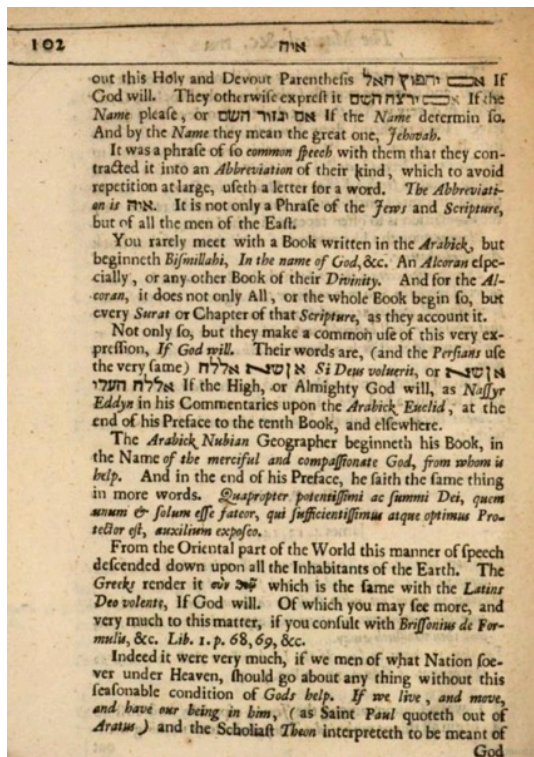 102 איה
out this Holy and Devout Parenthesis אם יחפוץ האל If
God will. They otherwise exprest it אם ירצה השם If the
Name please, or אם יגזור השם If the Name determin so.
And by the Name they mean the great one, Jehovah.
It was a phrase of so common speech with them that they con-
tracted it into an Abbreviation of their kind, which to avoid
repetition at large, useth a letter for a word. The Abbreviati-
on is איה. It is not only a Phrase of the Jews and Scripture,
but of all the men of the East.
You rarely meet with a Book written in the Arabick, but
beginneth Bismillahi, In the name of God, &c. An Alcoran espe-
cially, or any other Book of their Divinity. And for the Al-
coran, it does not only All, or the whole Book begin so, but
every Surat or Chapter of that Scripture, as they account it.
Not only so, but they make a common use of this very ex-
pression, If God will. Their words are, (and the Persians use
the very same) אן שא אללה Si Deus voluerit, or אן שא
אללה העלי If the High, or Almighty God will, as Nassyr
Eddyn in his Commentaries upon the Arabick Euclid, at the
end of his Preface to the tenth Book, and elsewhere.
The Arabick Nubian Geographer beginneth his Book, in
the Name of the merciful and compassionate God, from whom is
help. And in the end of his Preface, he saith the same thing
in more words. Quapropter potentissimi ac summi Dei, quem
unum & solum esse fateor, qui sufficientissimus atque optimus Pro-
tector est, auxilium exposco.
From the Oriental part of the World this manner of speech
descended down upon all the Inhabitants of the Earth. The
Greeks render it which is the same with the Latins
Deo volente, If God will. Of which you may see more, and
very much to this matter, if you consult with Brissonius de For-
mulis, &c. Lib. 1. p. 68, 69, &c.
Indeed it were very much, if we men of what Nation soe-
ver under Heaven, should go about any thing without this
seasonable condition of Gods help. If we live, and move,
and have our being in him, (as Saint Paul quoteth out of
Aratus) and the Scholiast Theon interpreteth to be meant of
God